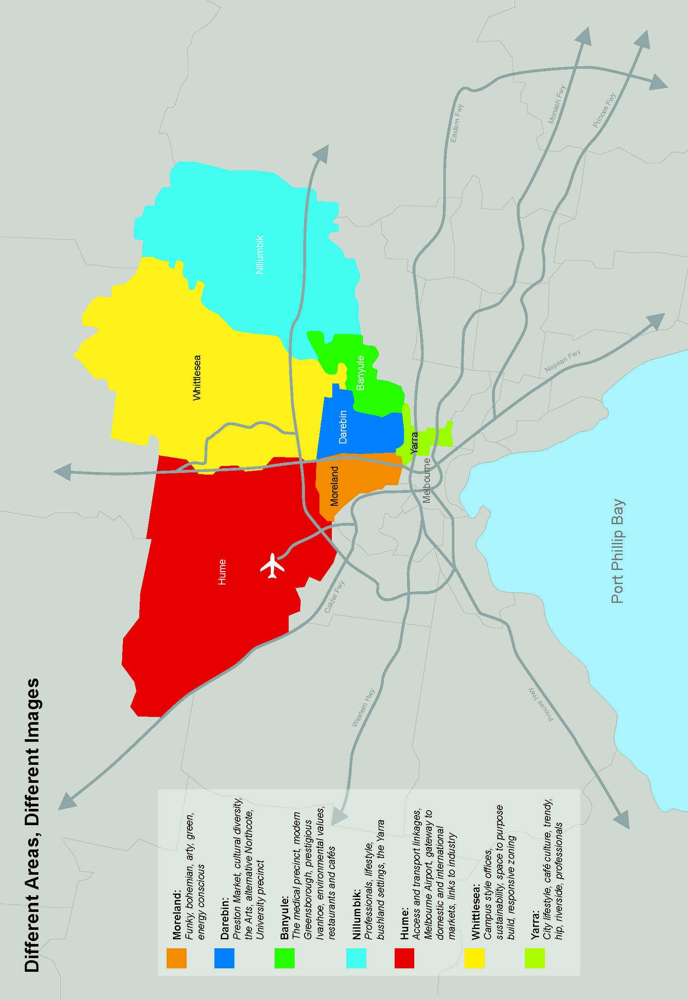 Different Areas, Different Images
Moreland:
Funky, bohemian, arty, green,
energy conscious
Darebin:
Preston Market, cultural diversity,
the Arts, alternative Northcote,
University precinct
Banyule:
The medical precinct, modern
Greensborough, prestigious
Ivanhoe, environmental values,
restaurants and cafés
Nillumbik:
Professionals, lifestyle,
bushland settings, the Yarra
Hume:
Access and transport linkages,
Melbourne Airport, gateway to
domestic and international
markets, links to industry
Whittlesea:
Campus style offices,
sustainability, space to purpose
build, responsive zoning
Yarra:
City lifestyle, café culture, trendy,
hip, riverside, professionals
Whittlesea
Hume
Nillumbik
Moreland
Darebin
Banyule
Yarra
Melbourne
Calder Fwy
Western Hwy
Princes Hwy
Eastern Fwy
Monash Fwy
Princes Fwy
Nepean Fwy
Port Phillip Bay